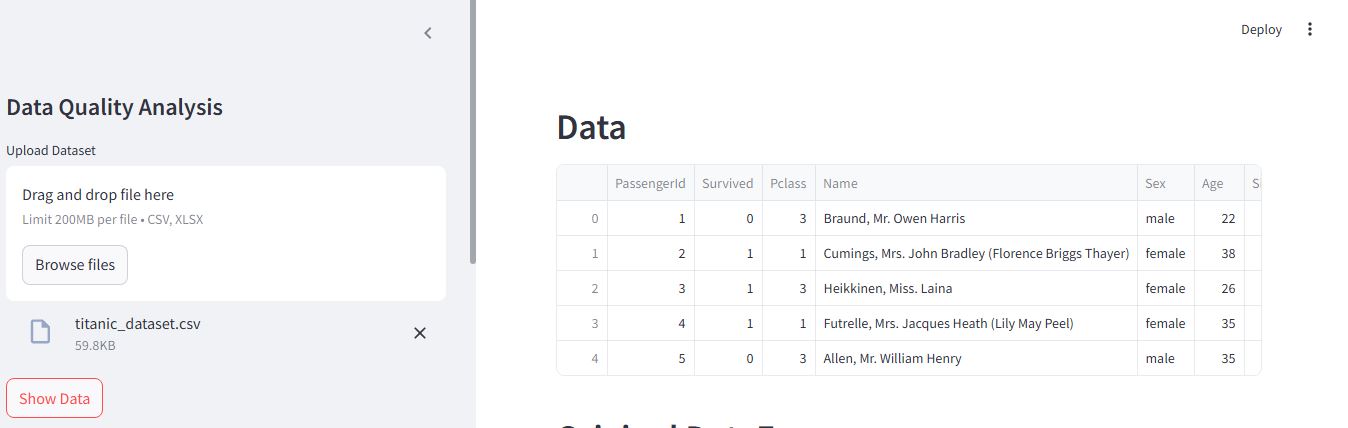 Data Quality Analysis
Upload Dataset
Drag and drop file here
Limit 200MB per file • CSV, XLSX
Browse files
titanic_dataset.csv
59.8KB
Show Data
Deploy
Data
PassengerId Survived Pclass Name Sex Age
0 1 0 3 Braund, Mr. Owen Harris male 22
1 2 1 1 Cumings, Mrs. John Bradley (Florence Briggs Thayer) female 38
2 3 1 3 Heikkinen, Miss. Laina female 26
3 4 1 1 Futrelle, Mrs. Jacques Heath (Lily May Peel) female 35
4 5 0 3 Allen, Mr. William Henry male 35